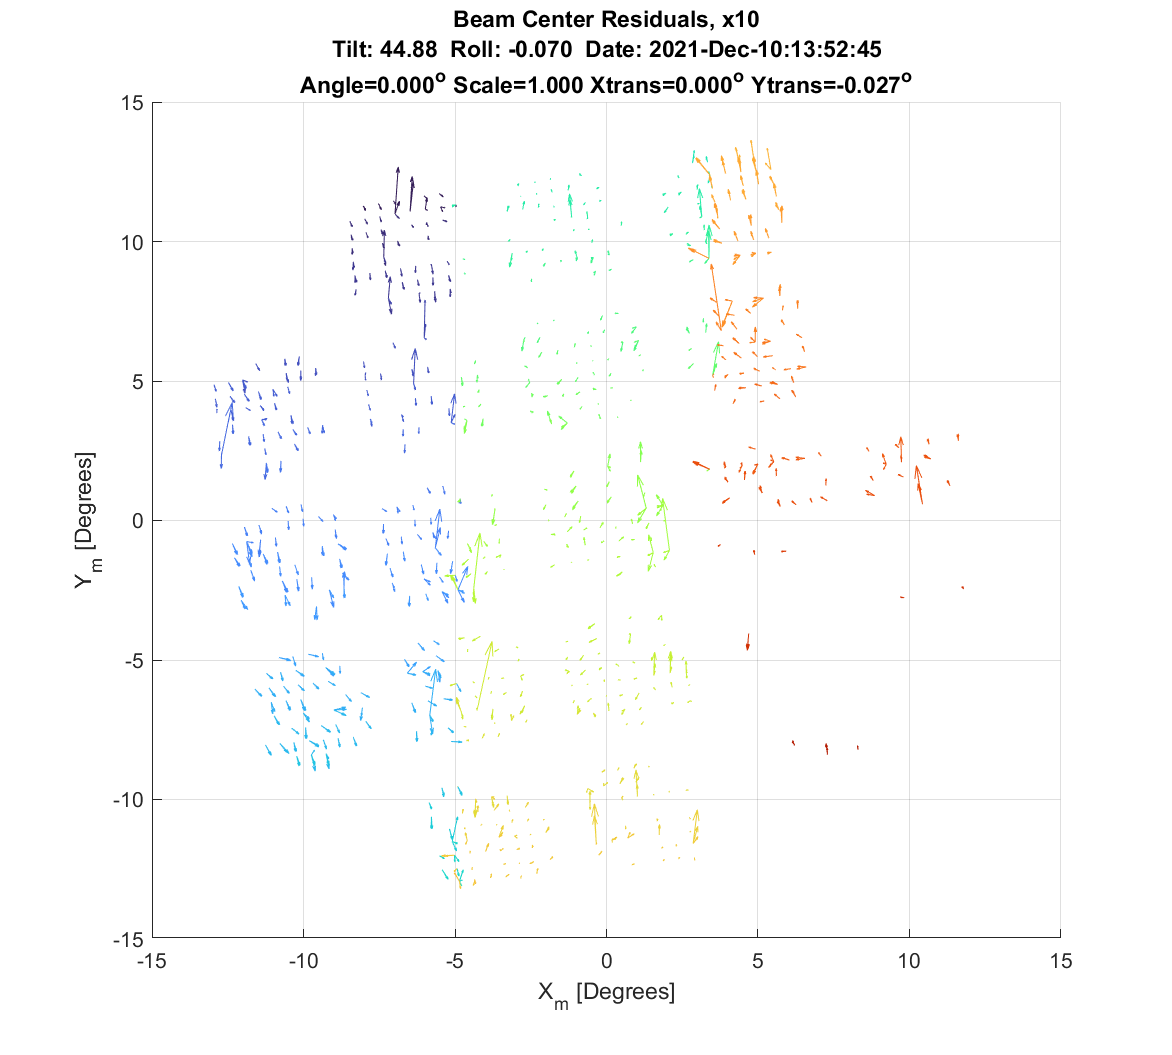 Beam Center Residuals, x10
Tilt: 44.88 Roll: -0.070 Date: 2021-Dec-10:13:52:45
Angle=0.000° Scale=1.000 Xtrans=0.000° Ytrans=-0.027°
15
10
5
0
-5
-10
-15
Y_m [Degrees]
-15 -10 -5 0 5 10 15
X_m [Degrees]